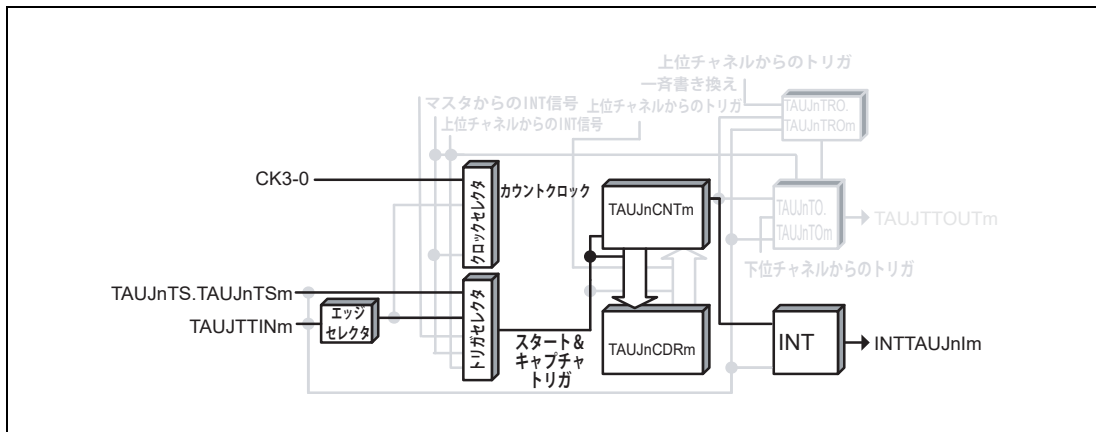 上位チャネルからのトリガ
一斉書き換え
マスタからのINT信号
上位チャネルからのトリガ
上位チャネルからのINT信号
TAUJnTRO.
TAUJnTROm
CK3-0
クロックセレクタ
カウントクロック
TAUJnCNTm
TAUJnTO.
TAUJnTOm
TAUJTTOUTm
下位チャネルからのトリガ
TAUJnTS.TAUJnTSm
TAUJTTINm
エッジ
セレクタ
トリガセレクタ
スタート&
キャプチャ
トリガ
TAUJnCDRm
INT
INTTAUJnIm